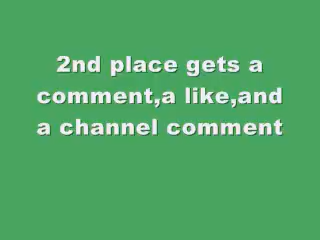 2nd place gets a
comment,a like,and
a channel comment